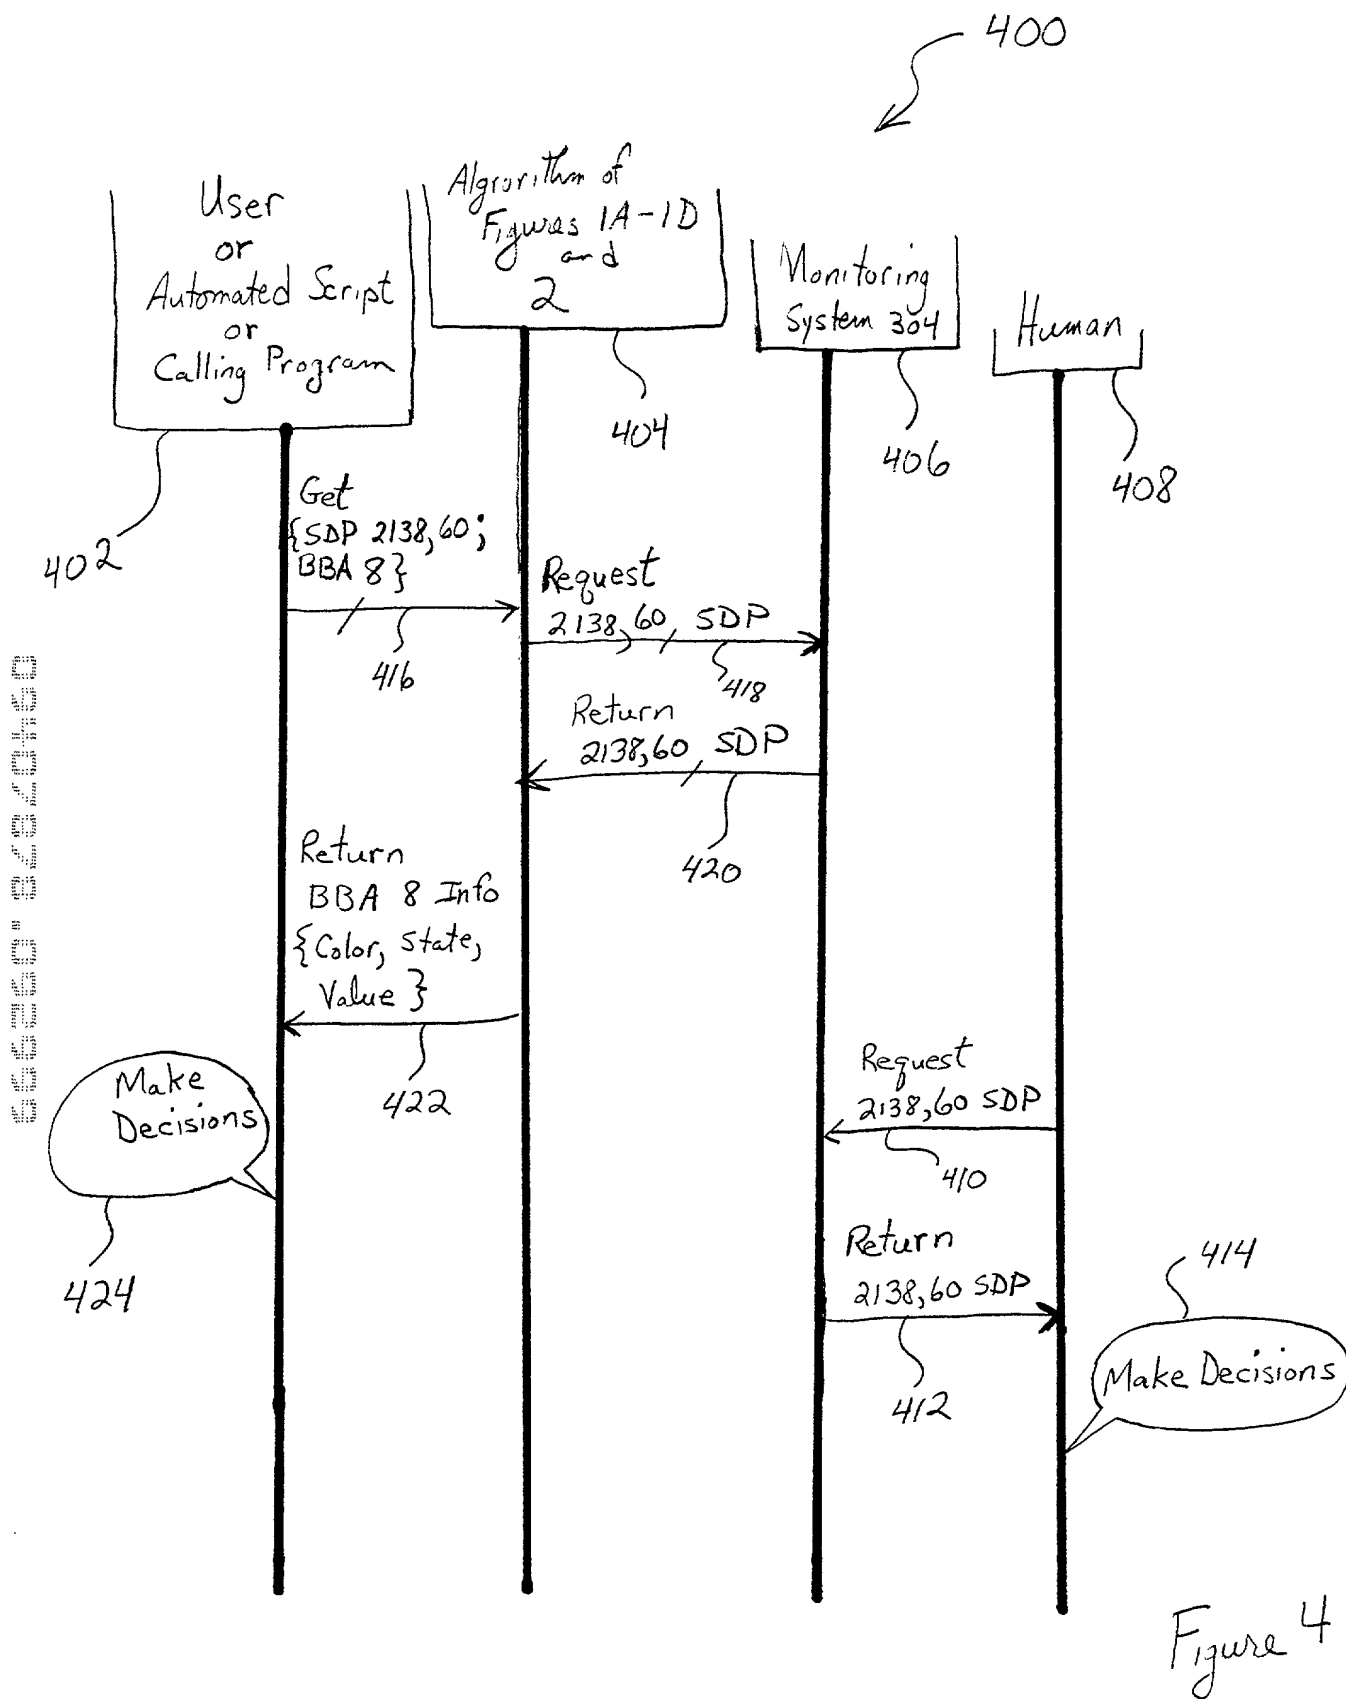 400
User
or
Automated Script
or
Calling Program
Algrorithm of
Figures 1A-1D
and
2
Monitoring
System 304
Human
402
404
406
408
Get
{SDP 2138,60;
BBA 8}
416
Request
2138,60 SDP
418
Return
2138,60 SDP
420
Return
BBA 8 Info
{Color, State,
Value }
422
Make
Decisions
424
Request
2138,60 SDP
410
Return
2138,60 SDP
412
414
Make Decisions
Figure 4